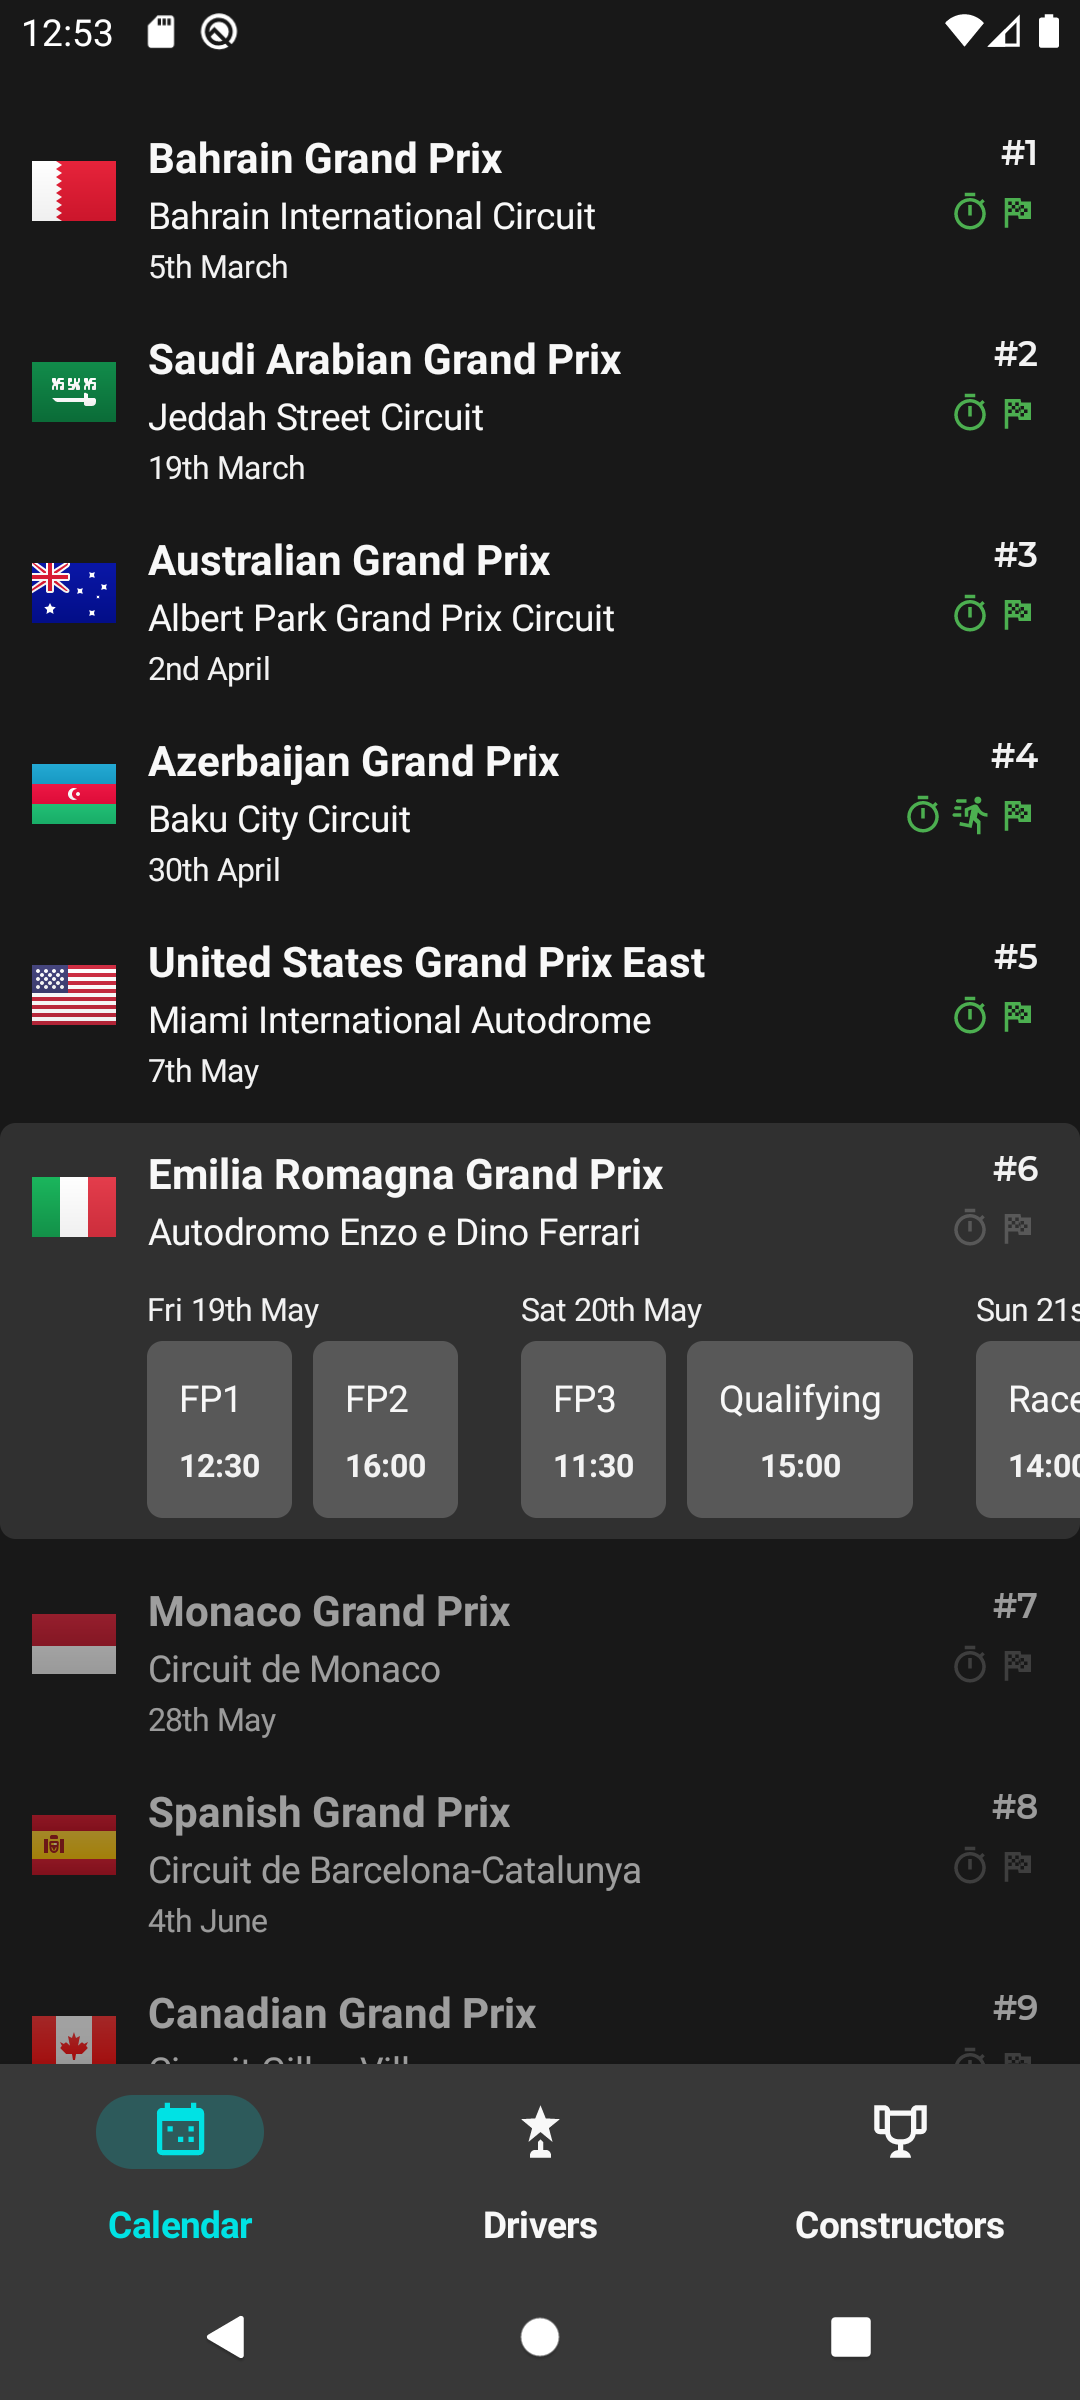 12:53
Bahrain Grand Prix
#1
Bahrain International Circuit
5th March
Saudi Arabian Grand Prix
#2
Jeddah Street Circuit
19th March
Australian Grand Prix
#3
Albert Park Grand Prix Circuit
2nd April
Azerbaijan Grand Prix
#4
Baku City Circuit
30th April
United States Grand Prix East
#5
Miami International Autodrome
7th May
Emilia Romagna Grand Prix
#6
Autodromo Enzo e Dino Ferrari
Fri 19th May
Sat 20th May
Sun 21s
FP1
FP2
FP3
Qualifying
Race
12:30
16:00
11:30
15:00
14:00
Monaco Grand Prix
#7
Circuit de Monaco
28th May
Spanish Grand Prix
#8
Circuit de Barcelona-Catalunya
4th June
Canadian Grand Prix
#9
Calendar
Drivers
Constructors